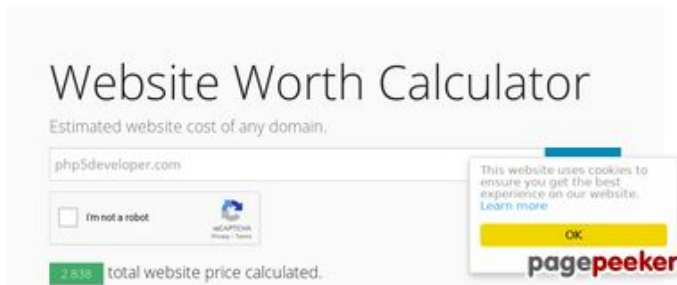 Website Worth Calculator
Estimated website cost of any domain.
php5developer.com
This website uses cookies to
ensure you get the best
experience on our website.
Learn more
OK
I'm not a robot
reCAPTCHA
Privacy - Terms
2.838 total website price calculated.
pagepeeker